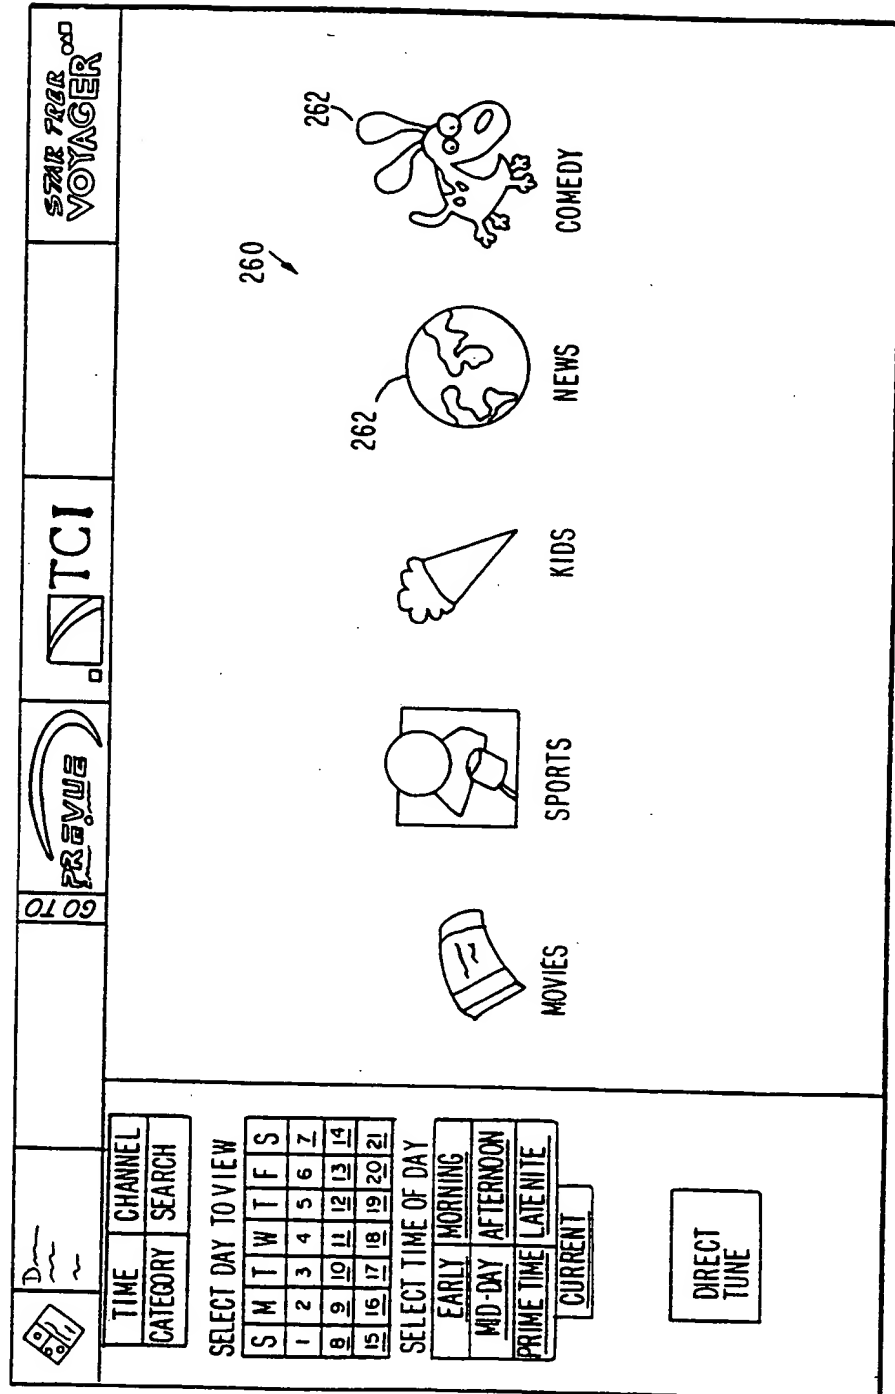 GO TO
PREVUE
TCI
STAR TREK
VOYAGER
TIME CHANNEL
CATEGORY SEARCH
SELECT DAY TO VIEW
S M T W T F S
1 2 3 4 5 6 7
8 9 10 11 12 13 14
15 16 17 18 19 20 21
SELECT TIME OF DAY
EARLY MORNING
MID-DAY AFTERNOON
PRIME TIME LATENITE
CURRENT
DIRECT
TUNE
260
262
262
MOVIES
SPORTS
KIDS
NEWS
COMEDY